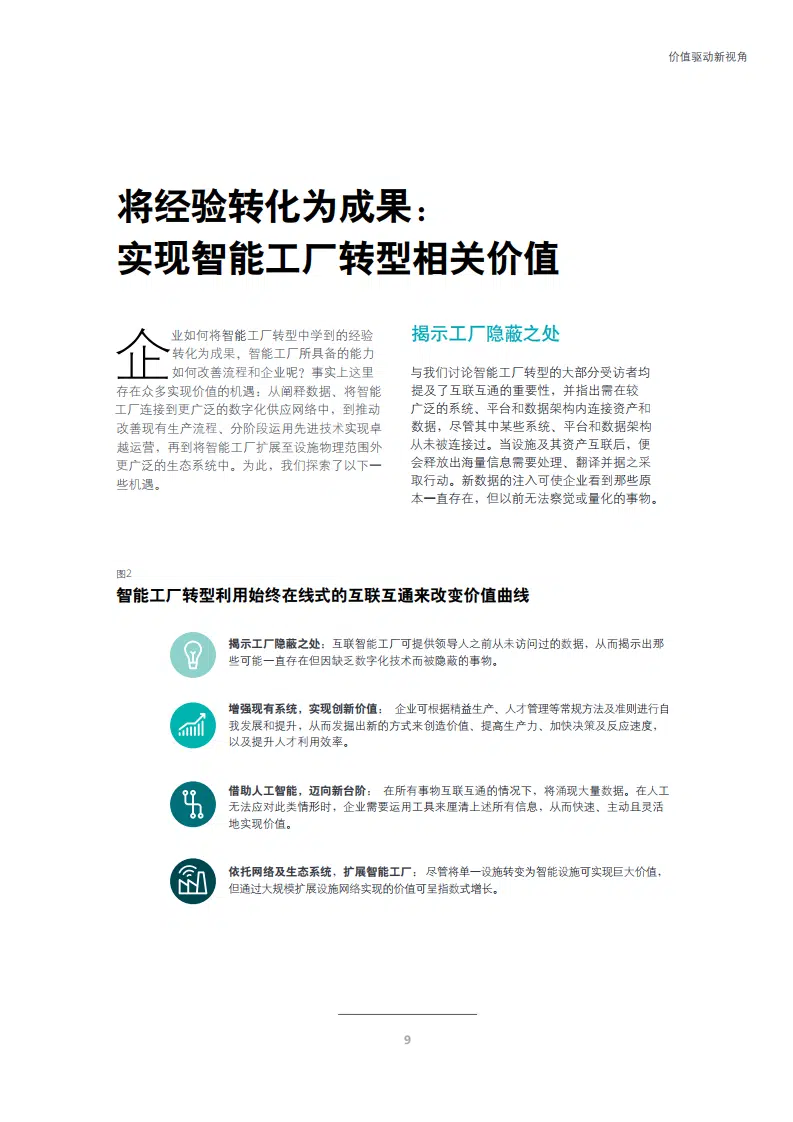 价值驱动新视角
将经验转化为成果：
实现智能工厂转型相关价值
企业如何将智能工厂转型中学到的经验
转化为成果，智能工厂所具备的能力
如何改善流程和企业呢？事实上这里
存在众多实现价值的机遇：从阐释数据、将智能
工厂连接到更广泛的数字化供应网络中，到推动
改善现有生产流程、分阶段运用先进技术实现卓
越运营，再到将智能工厂扩展至设施物理范围外
更广泛的生态系统中。为此，我们探索了以下一
些机遇。
揭示工厂隐蔽之处
与我们讨论智能工厂转型的大部分受访者均
提及了互联互通的重要性，并指出需在较
广泛的系统、平台和数据架构内连接资产和
数据，尽管其中某些系统、平台和数据架构
从未被连接过。当设施及其资产互联后，便
会释放出海量信息需要处理、翻译并据之采
取行动。新数据的注入可使企业看到那些原
本一直存在，但以前无法察觉或量化的事物。
图2
智能工厂转型利用始终在线式的互联互通来改变价值曲线
揭示工厂隐蔽之处：互联智能工厂可提供领导人之前从未访问过的数据，从而揭示出那
些可能一直存在但因缺乏数字化技术而被隐蔽的事物。
增强现有系统，实现创新价值： 企业可根据精益生产、人才管理等常规方法及准则进行自
我发展和提升，从而发掘出新的方式来创造价值、提高生产力、加快决策及反应速度，
以及提升人才利用效率。
借助人工智能，迈向新台阶： 在所有事物互联互通的情况下，将涌现大量数据。在人工
无法应对此类情形时，企业需要运用工具来厘清上述所有信息，从而快速、主动且灵活
地实现价值。
依托网络及生态系统，扩展智能工厂： 尽管将单一设施转变为智能设施可实现巨大价值，
但通过大规模扩展设施网络实现的价值可呈指数式增长。
9